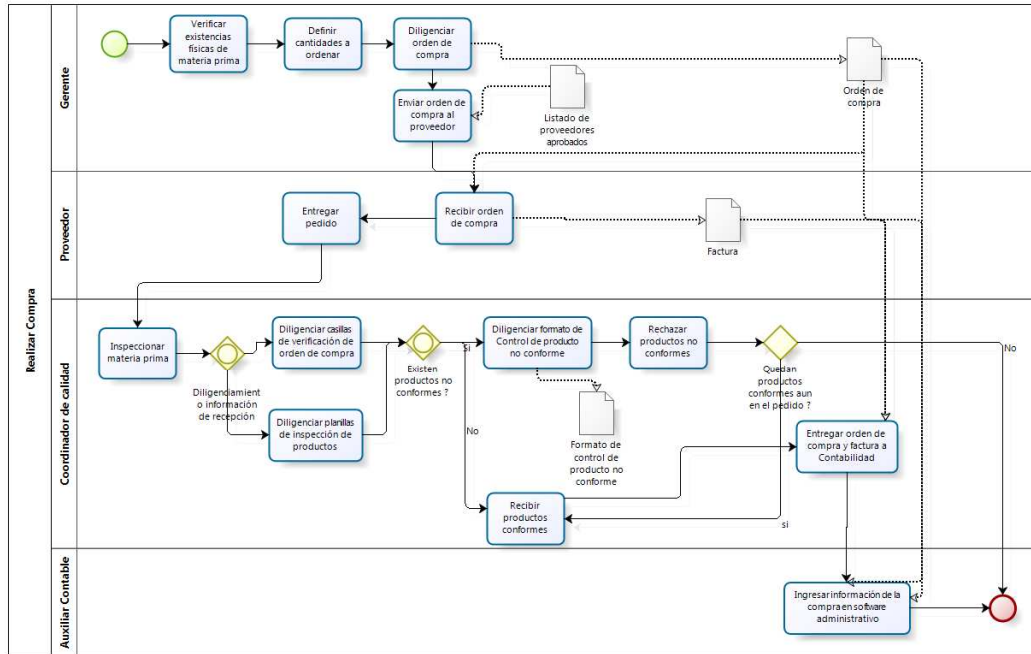 Realizar Compra
Gerente
Verificar
existencias
físicas de
materia prima
Definir
cantidades a
ordenar
Diligenciar
orden de
compra
Enviar orden de
compra al
proveedor
Listado de
proveedores
aprobados
Orden de
compra
Proveedor
Entregar
pedido
Recibir orden
de compra
Factura
Coordinador de calidad
Inspeccionar
materia prima
Diligenciamient
o información
de recepción
Diligenciar casillas
de verificación de
orden de compra
Diligenciar planillas
de inspección de
productos
Existen
productos no
conformes ?
Si
No
Diligenciar formato de
Control de producto
no conforme
Formato de
control de
producto no
conforme
Rechazar
productos no
conformes
Quedan
productos
conformes aun
en el pedido ?
No
si
Recibir
productos
conformes
Entregar orden de
compra y factura a
Contabilidad
Auxiliar Contable
Ingresar información de la
compra en software
administrativo